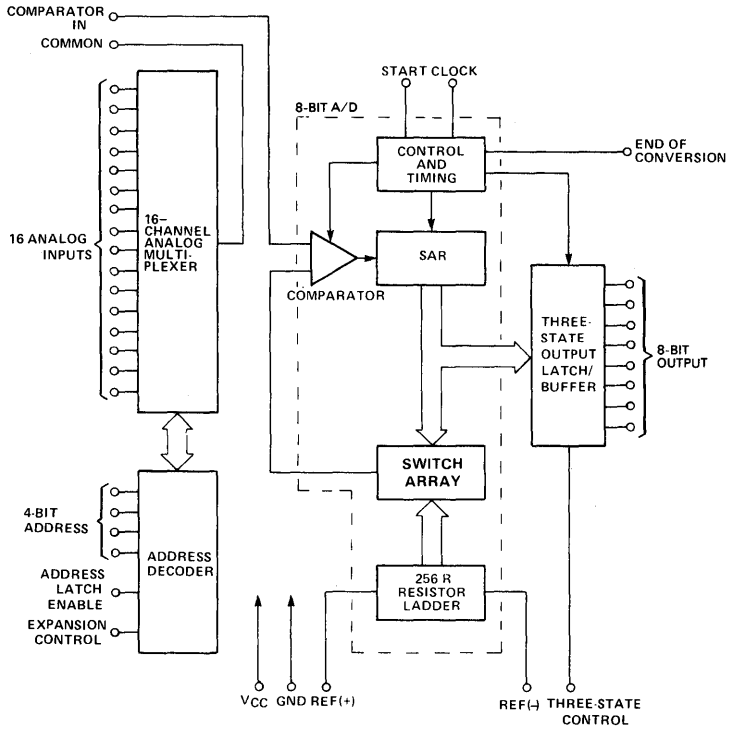 COMPARATOR
IN
COMMON
START CLOCK
8-BIT A/D
CONTROL
AND
TIMING
END OF
CONVERSION
16 ANALOG
INPUTS
16–
CHANNEL
ANALOG
MULTI-
PLEXER
SAR
COMPARATOR
THREE-
STATE
OUTPUT
LATCH/
BUFFER
8-BIT
OUTPUT
SWITCH
ARRAY
4-BIT
ADDRESS
ADDRESS
DECODER
ADDRESS
LATCH
ENABLE
EXPANSION
CONTROL
256 R
RESISTOR
LADDER
VCC
GND
REF(+)
REF(–)
THREE-STATE
CONTROL